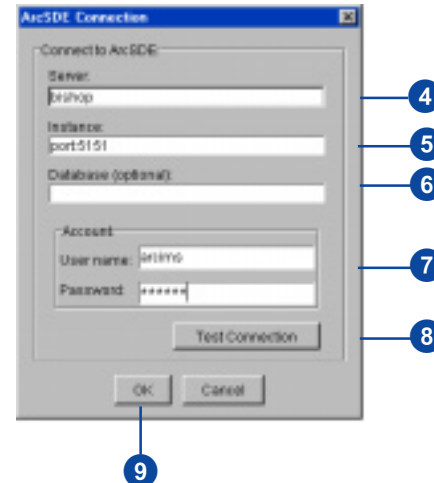 ArcSDE Connection
Connect to ArcSDE:
Server:
bishop
4
Instance:
port:5151
5
Database (optional):
6
Account:
User name: arcims
7
Password: ******
Test Connection
8
OK Cancel
9